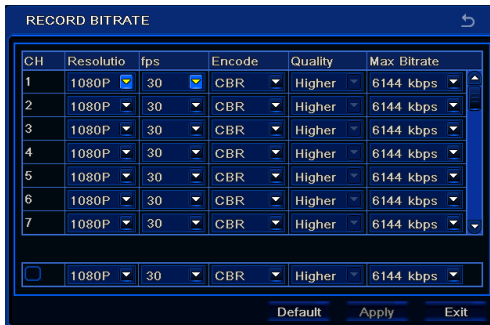 RECORD BITRATE
CH Resolutio fps Encode Quality Max Bitrate
1 1080P 30 CBR Higher 6144 kbps
2 1080P 30 CBR Higher 6144 kbps
3 1080P 30 CBR Higher 6144 kbps
4 1080P 30 CBR Higher 6144 kbps
5 1080P 30 CBR Higher 6144 kbps
6 1080P 30 CBR Higher 6144 kbps
7 1080P 30 CBR Higher 6144 kbps
1080P 30 CBR Higher 6144 kbps
Default Apply Exit